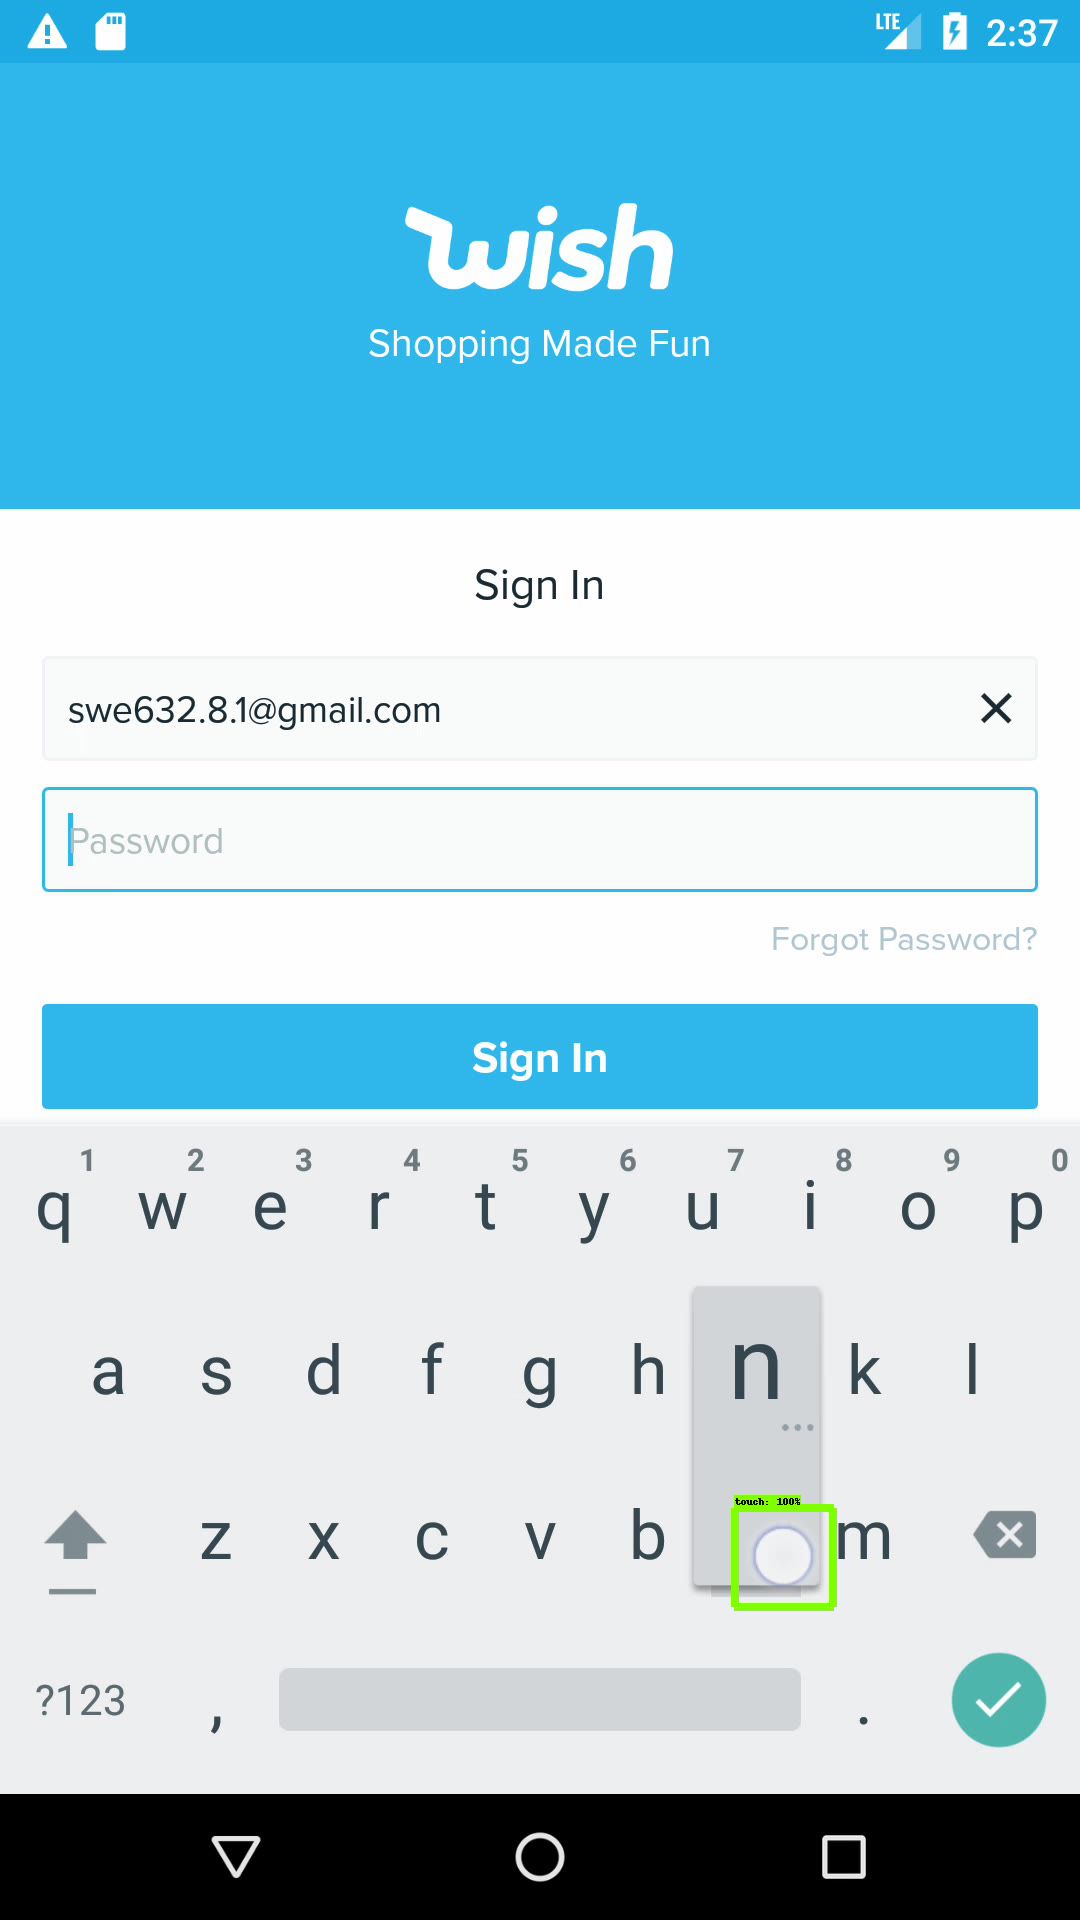 LTE 2:37
wish
Shopping Made Fun
Sign In
swe632.8.1@gmail.com
Password
Forgot Password?
Sign In
1 2 3 4 5 6 7 8 9 0
q w e r t y u i o p
a s d f g h n k l
touch: 100%
z x c v b m
?123 , .